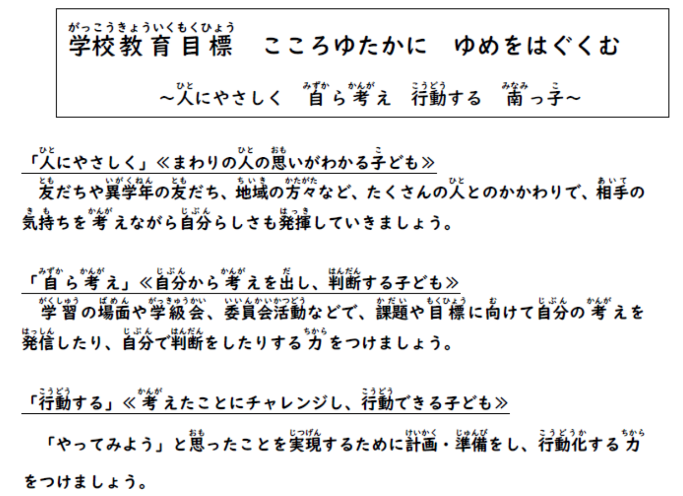 学校教育目標　こころゆたかに　ゆめをはぐくむ
～人にやさしく　自ら考え　行動する　南っ子～
「人にやさしく」≪まわりの人の思いがわかる子ども≫
友だちや異学年の友だち、地域の方々など、たくさんの人とのかかわりで、相手の
気持ちを考えながら自分らしさも発揮していきましょう。
「自ら考え」≪自分から考えを出し、判断する子ども≫
学習の場面や学級会、委員会活動などで、課題や目標に向けて自分の考えを
発信したり、自分で判断をしたりする力をつけましょう。
「行動する」≪考えたことにチャレンジし、行動できる子ども≫
「やってみよう」と思ったことを実現するために計画・準備をし、行動化する力
をつけましょう。